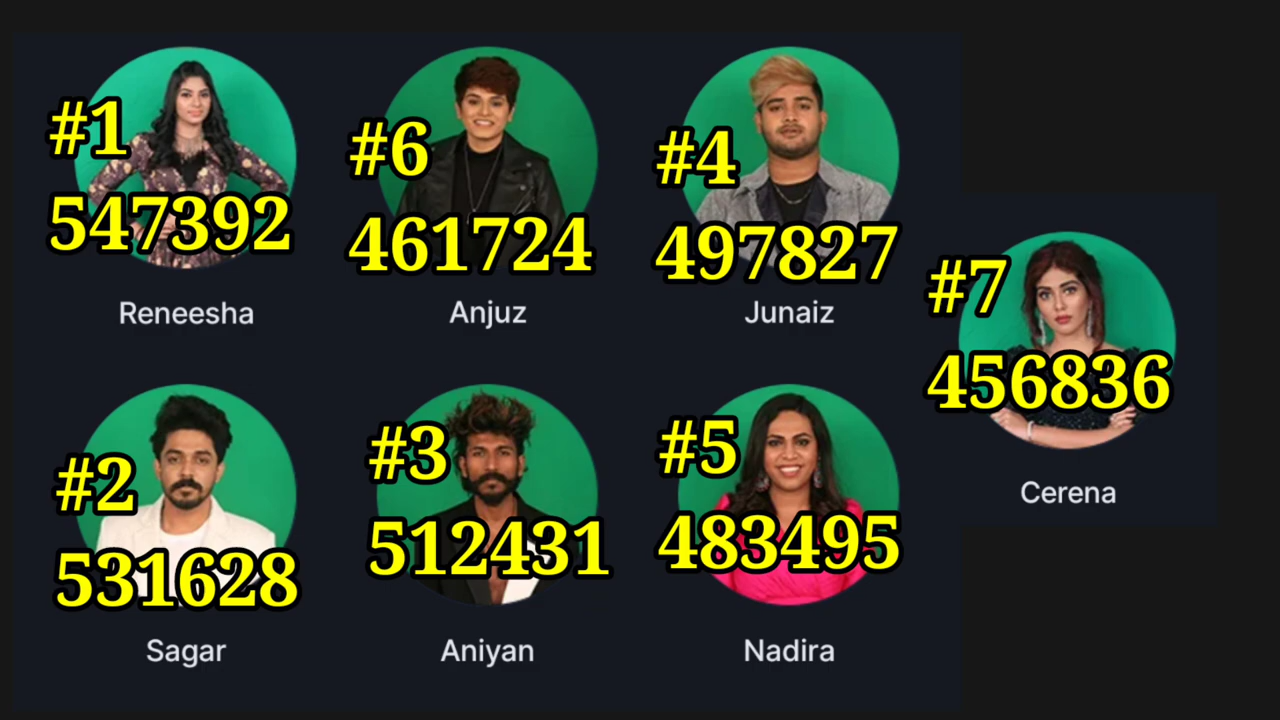 #1
547392
Reneesha
#6
461724
Anjuz
#4
497827
Junaiz
#7
456836
Cerena
#2
531628
Sagar
#3
512431
Aniyan
#5
483495
Nadira